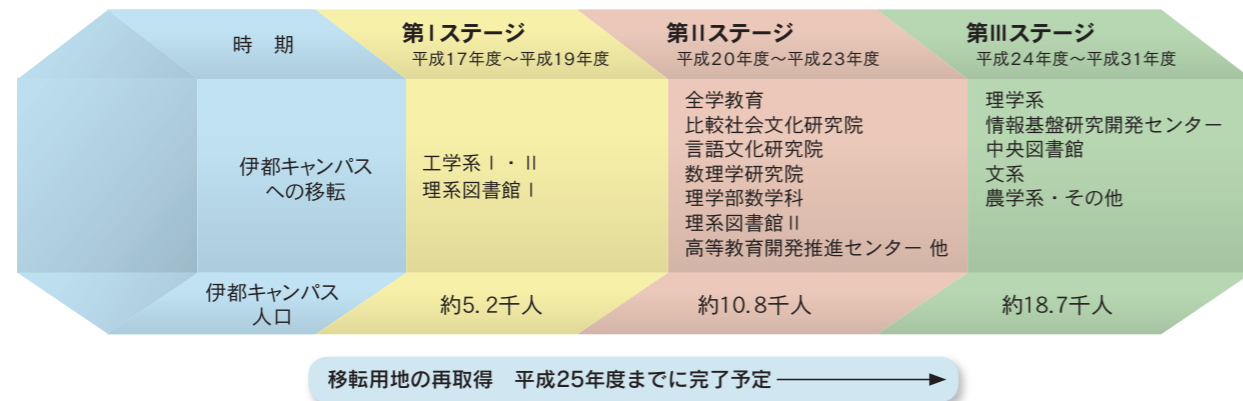 時　期
第Iステージ
平成17年度〜平成19年度
第IIステージ
平成20年度〜平成23年度
第IIIステージ
平成24年度〜平成31年度
伊都キャンパス
への移転
工学系Ⅰ・Ⅱ
理系図書館Ⅰ
全学教育
比較社会文化研究院
言語文化研究院
数理学研究院
理学部数学科
理系図書館Ⅱ
高等教育開発推進センター 他
理学系
情報基盤研究開発センター
中央図書館
文系
農学系・その他
伊都キャンパス
人口
約5.2千人
約10.8千人
約18.7千人
移転用地の再取得　平成25年度までに完了予定